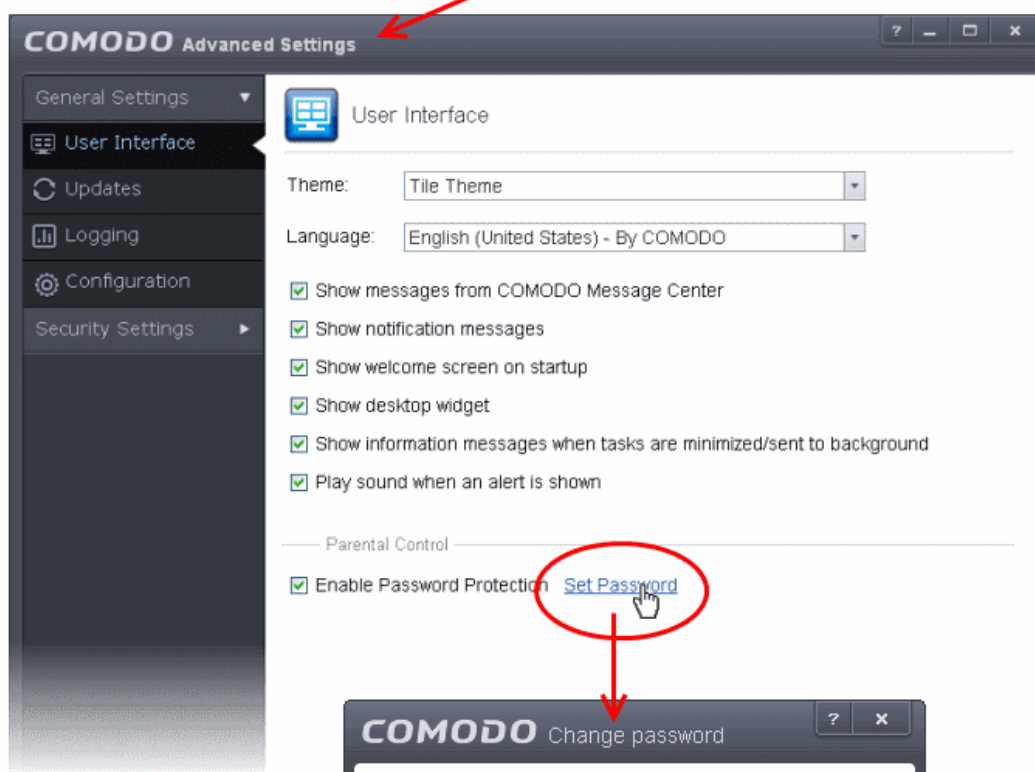 COMODO Advanced Settings
? – x
General Settings
User Interface
Updates
Logging
Configuration
Security Settings
User Interface
Theme: Tile Theme
Language: English (United States) - By COMODO
Show messages from COMODO Message Center
Show notification messages
Show welcome screen on startup
Show desktop widget
Show information messages when tasks are minimized/sent to background
Play sound when an alert is shown
Parental Control
Enable Password Protection Set Password
COMODO Change password
? x